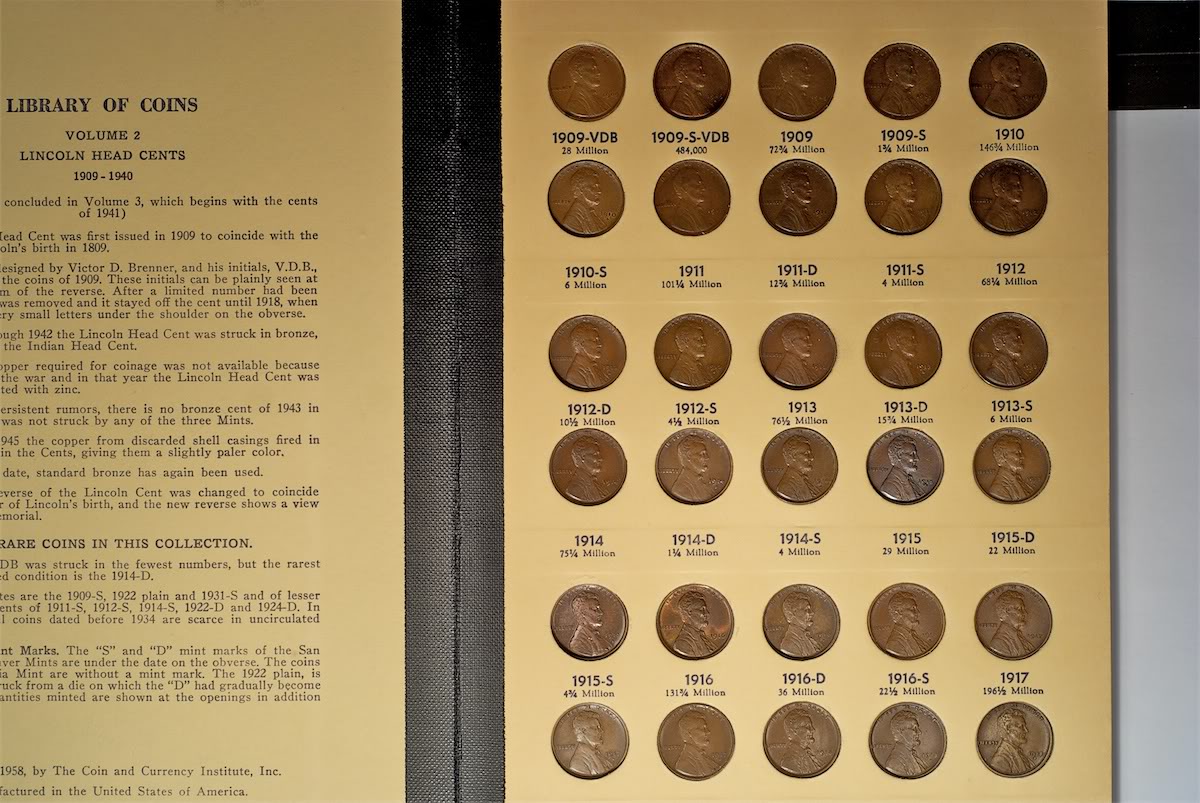 LIBRARY OF COINS
VOLUME 2
LINCOLN HEAD CENTS
1909 - 1940
concluded in Volume 3, which begins with the cents
of 1941)
Head Cent was first issued in 1909 to coincide with the
oln's birth in 1809.
esigned by Victor D. Brenner, and his initials, V.D.B.,
the coins of 1909. These initials can be plainly seen at
m of the reverse. After a limited number had been
was removed and it stayed off the cent until 1918, when
ery small letters under the shoulder on the obverse.
ough 1942 the Lincoln Head Cent was struck in bronze,
the Indian Head Cent.
opper required for coinage was not available because
the war and in that year the Lincoln Head Cent was
ted with zinc.
ersistent rumors, there is no bronze cent of 1943 in
was not struck by any of the three Mints.
945 the copper from discarded shell casings fired in
in the Cents, giving them a slightly paler color.
date, standard bronze has again been used.
everse of the Lincoln Cent was changed to coincide
r of Lincoln's birth, and the new reverse shows a view
emorial.
RARE COINS IN THIS COLLECTION.
DB was struck in the fewest numbers, but the rarest
ed condition is the 1914-D.
tes are the 1909-S, 1922 plain and 1931-S and of lesser
ents of 1911-S, 1912-S, 1914-S, 1922-D and 1924-D. In
l coins dated before 1934 are scarce in uncirculated
nt Marks. The "S" and "D" mint marks of the San
ver Mints are under the date on the obverse. The coins
ia Mint are without a mint mark. The 1922 plain, is
ruck from a die on which the "D" had gradually become
antities minted are shown at the openings in addition
1958, by The Coin and Currency Institute, Inc.
factured in the United States of America.
1909-VDB 1909-S-VDB 1909 1909-S 1910
28 Million 484,000 72¾ Million 1¾ Million 146¾ Million
1910-S 1911 1911-D 1911-S 1912
6 Million 101¼ Million 12¾ Million 4 Million 68¼ Million
1912-D 1912-S 1913 1913-D 1913-S
10½ Million 4½ Million 76½ Million 15¾ Million 6 Million
1914 1914-D 1914-S 1915 1915-D
75¼ Million 1¼ Million 4 Million 29 Million 22 Million
1915-S 1916 1916-D 1916-S 1917
4¾ Million 131¾ Million 36 Million 22½ Million 196½ Million